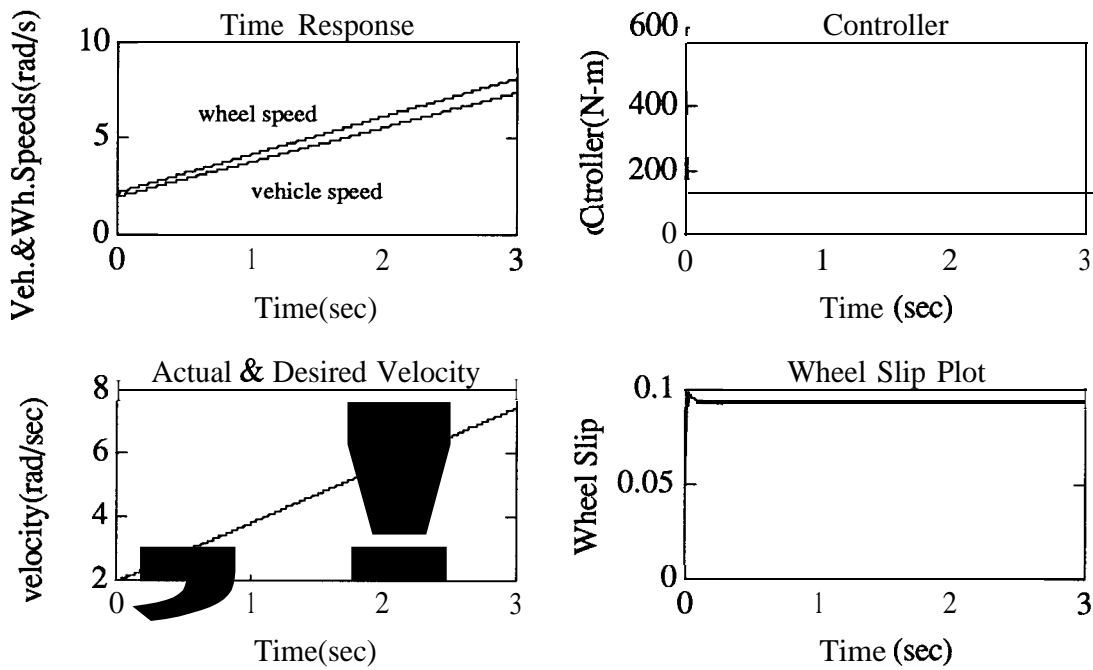 Time Response
Veh.&Wh.Speeds(rad/s)
10
5
0
wheel speed
vehicle speed
0 1 2 3
Time(sec)
Controller
(Ctroller(N-m)
600
400
200
0
0 1 2 3
Time (sec)
Actual & Desired Velocity
velocity(rad/sec)
8
6
4
2
, !
0 1 2 3
Time(sec)
Wheel Slip Plot
Wheel Slip
0.1
0.05
0
0 1 2 3
Time (sec)